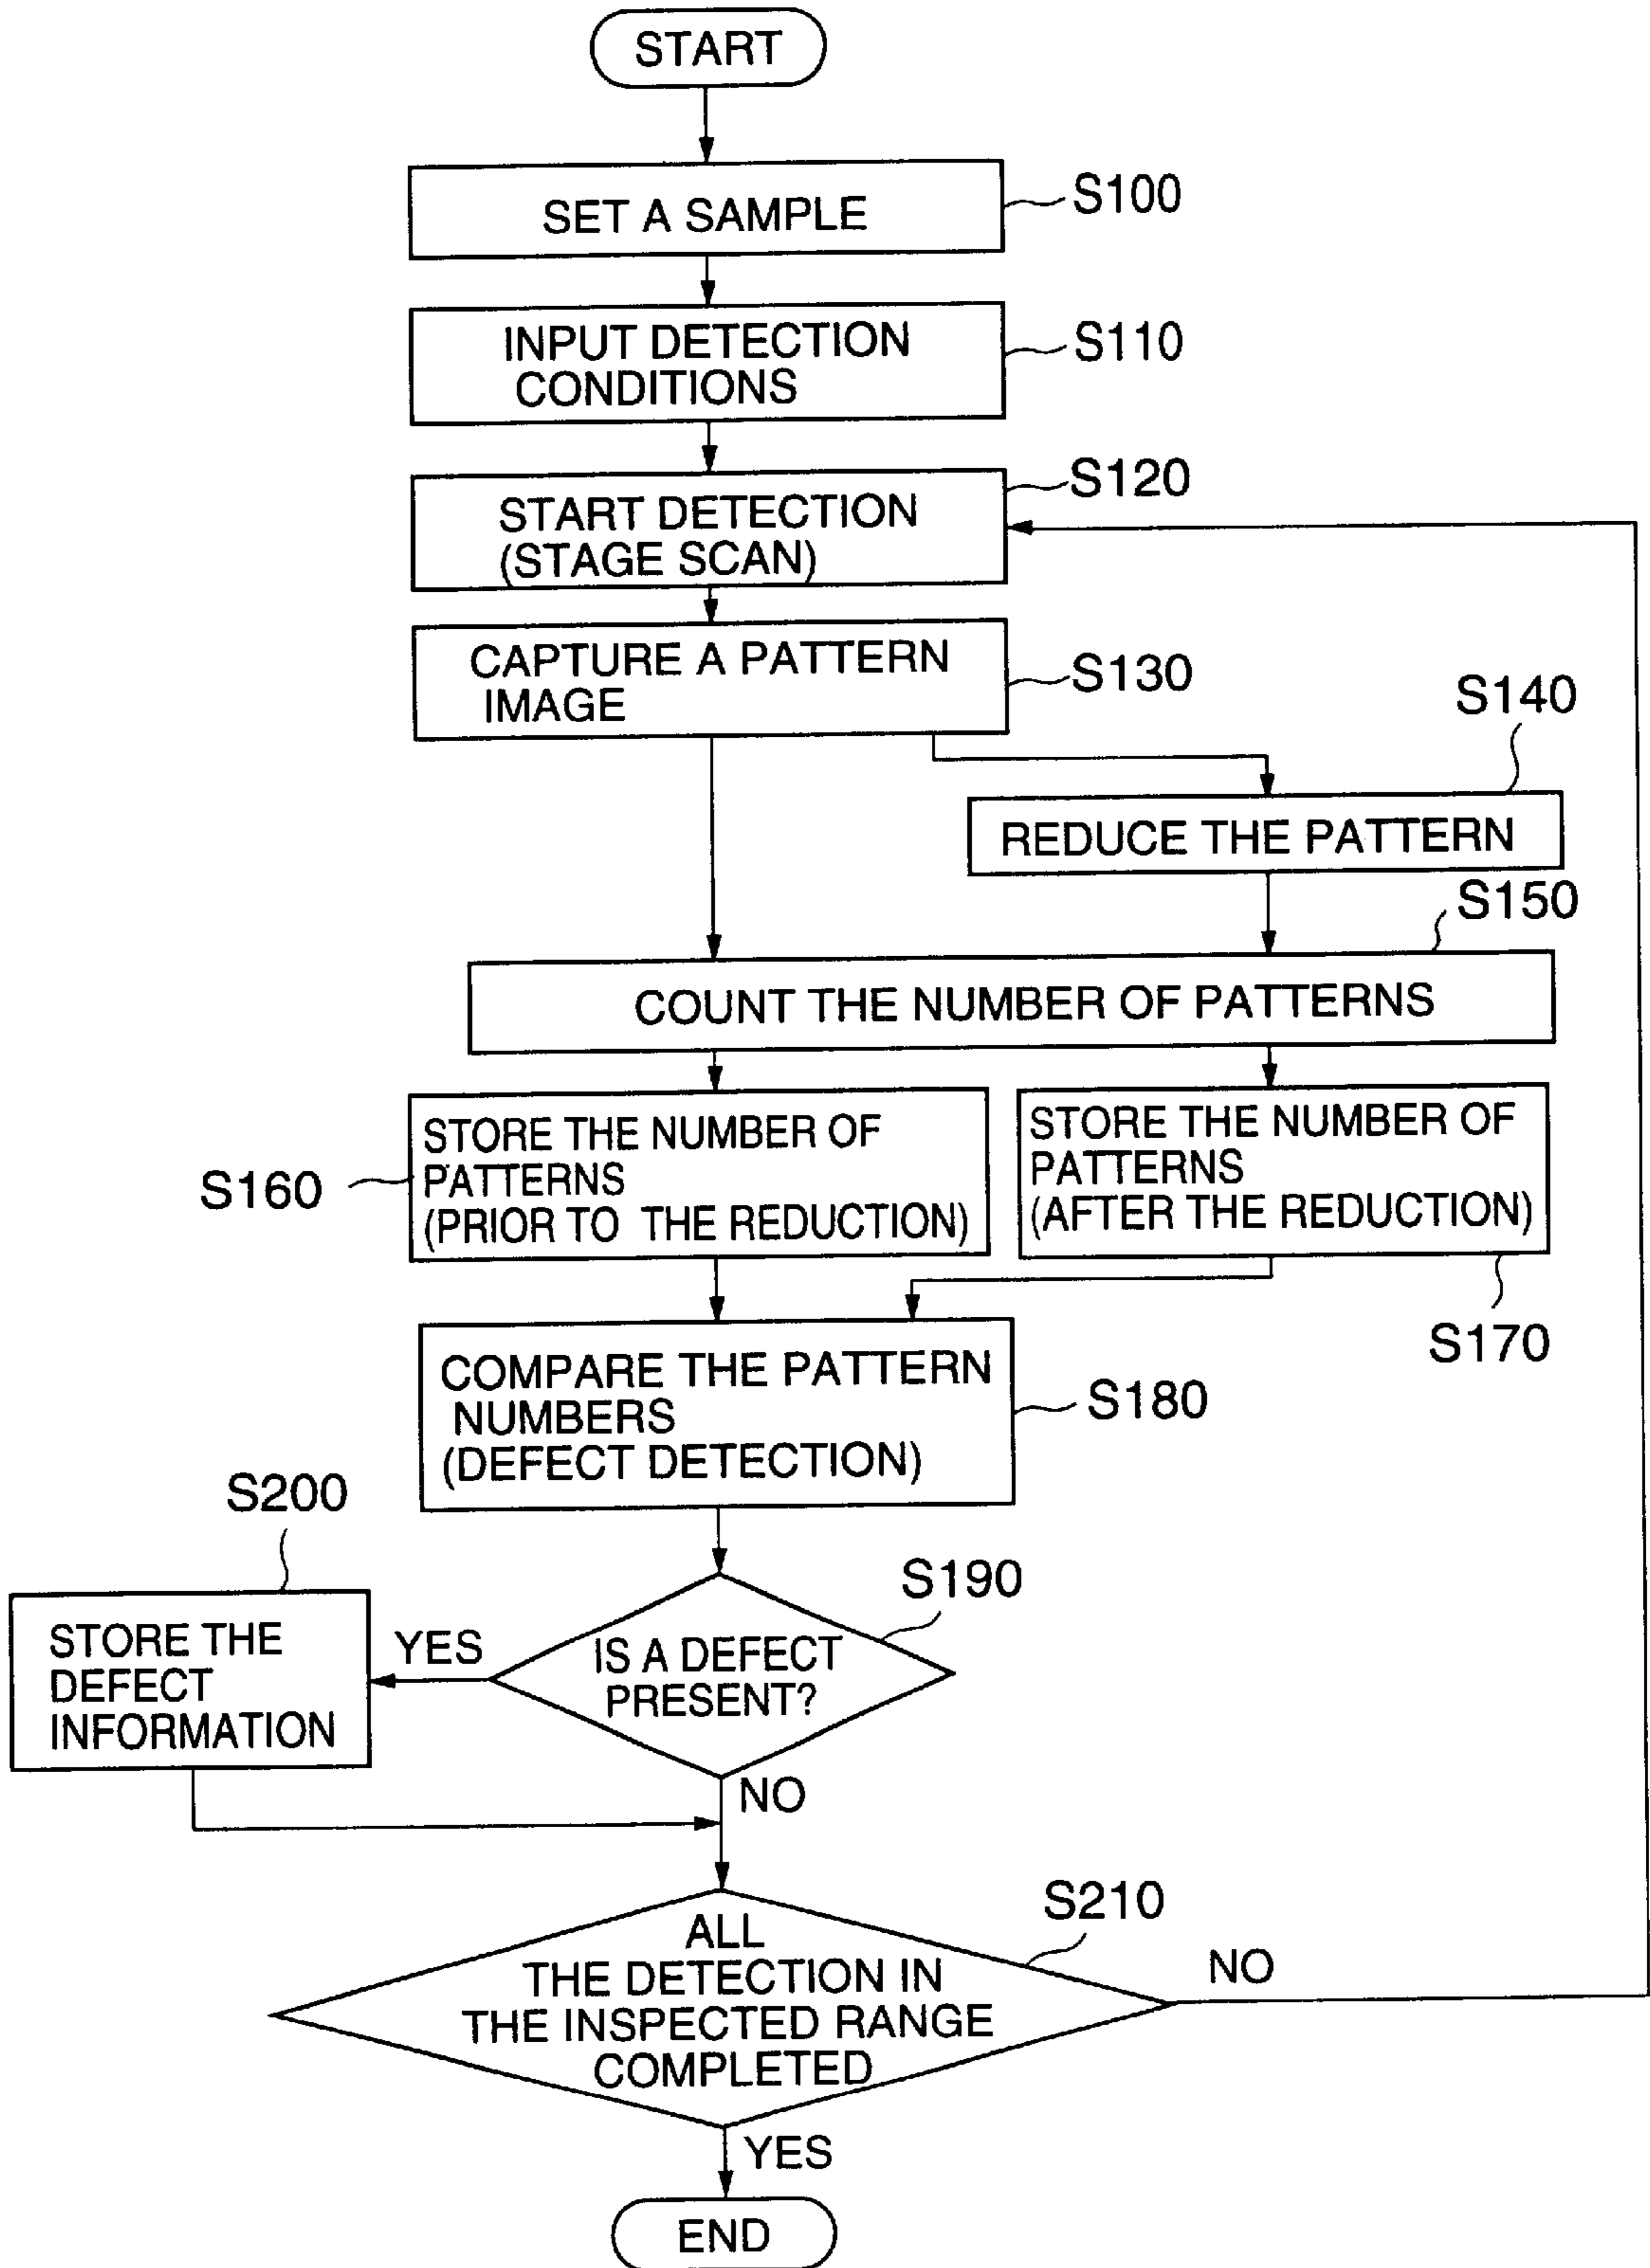 START
SET A SAMPLE
S100
INPUT DETECTION
CONDITIONS
S110
START DETECTION
(STAGE SCAN)
S120
CAPTURE A PATTERN
IMAGE
S130
S140
REDUCE THE PATTERN
S150
COUNT THE NUMBER OF PATTERNS
STORE THE NUMBER OF
PATTERNS
(PRIOR TO THE REDUCTION)
S160
STORE THE NUMBER OF
PATTERNS
(AFTER THE REDUCTION)
S170
COMPARE THE PATTERN
NUMBERS
(DEFECT DETECTION)
S180
S200
STORE THE
DEFECT
INFORMATION
YES
IS A DEFECT
PRESENT?
S190
NO
ALL
THE DETECTION IN
THE INSPECTED RANGE
COMPLETED
S210
NO
YES
END